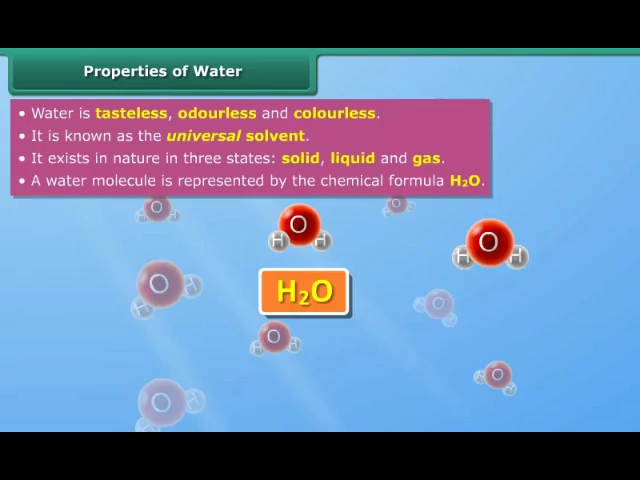 Properties of Water
• Water is tasteless, odourless and colourless.
• It is known as the universal solvent.
• It exists in nature in three states: solid, liquid and gas.
• A water molecule is represented by the chemical formula H₂O.
O
H H
O
H H
O
H H
O
H H
H₂O
O
H H
O
H H
O
H H
O
H H
O
H